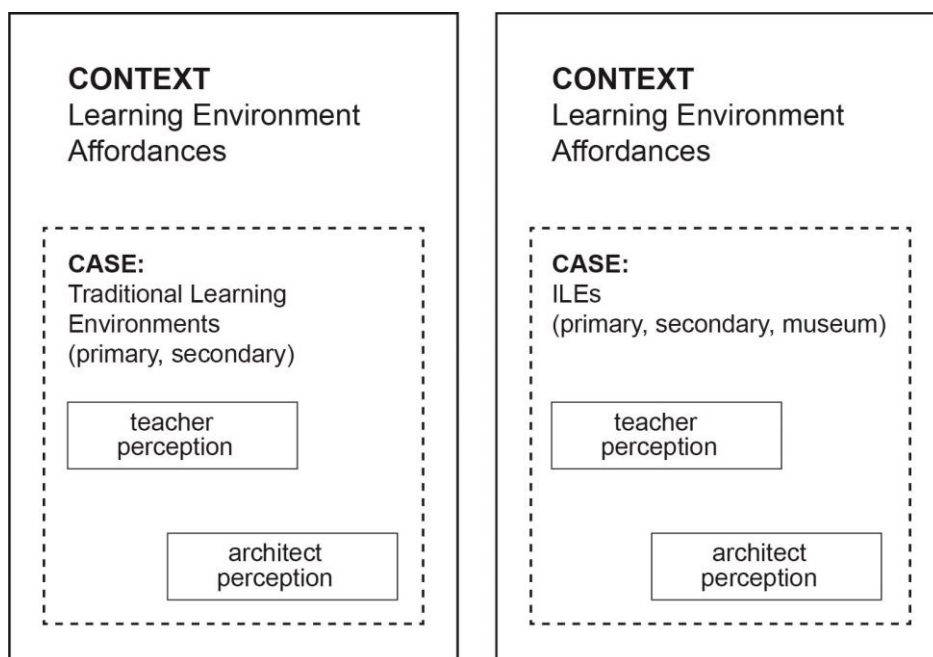 CONTEXT
Learning Environment
Affordances
CASE:
Traditional Learning
Environments
(primary, secondary)
teacher
perception
architect
perception
CONTEXT
Learning Environment
Affordances
CASE:
ILEs
(primary, secondary, museum)
teacher
perception
architect
perception